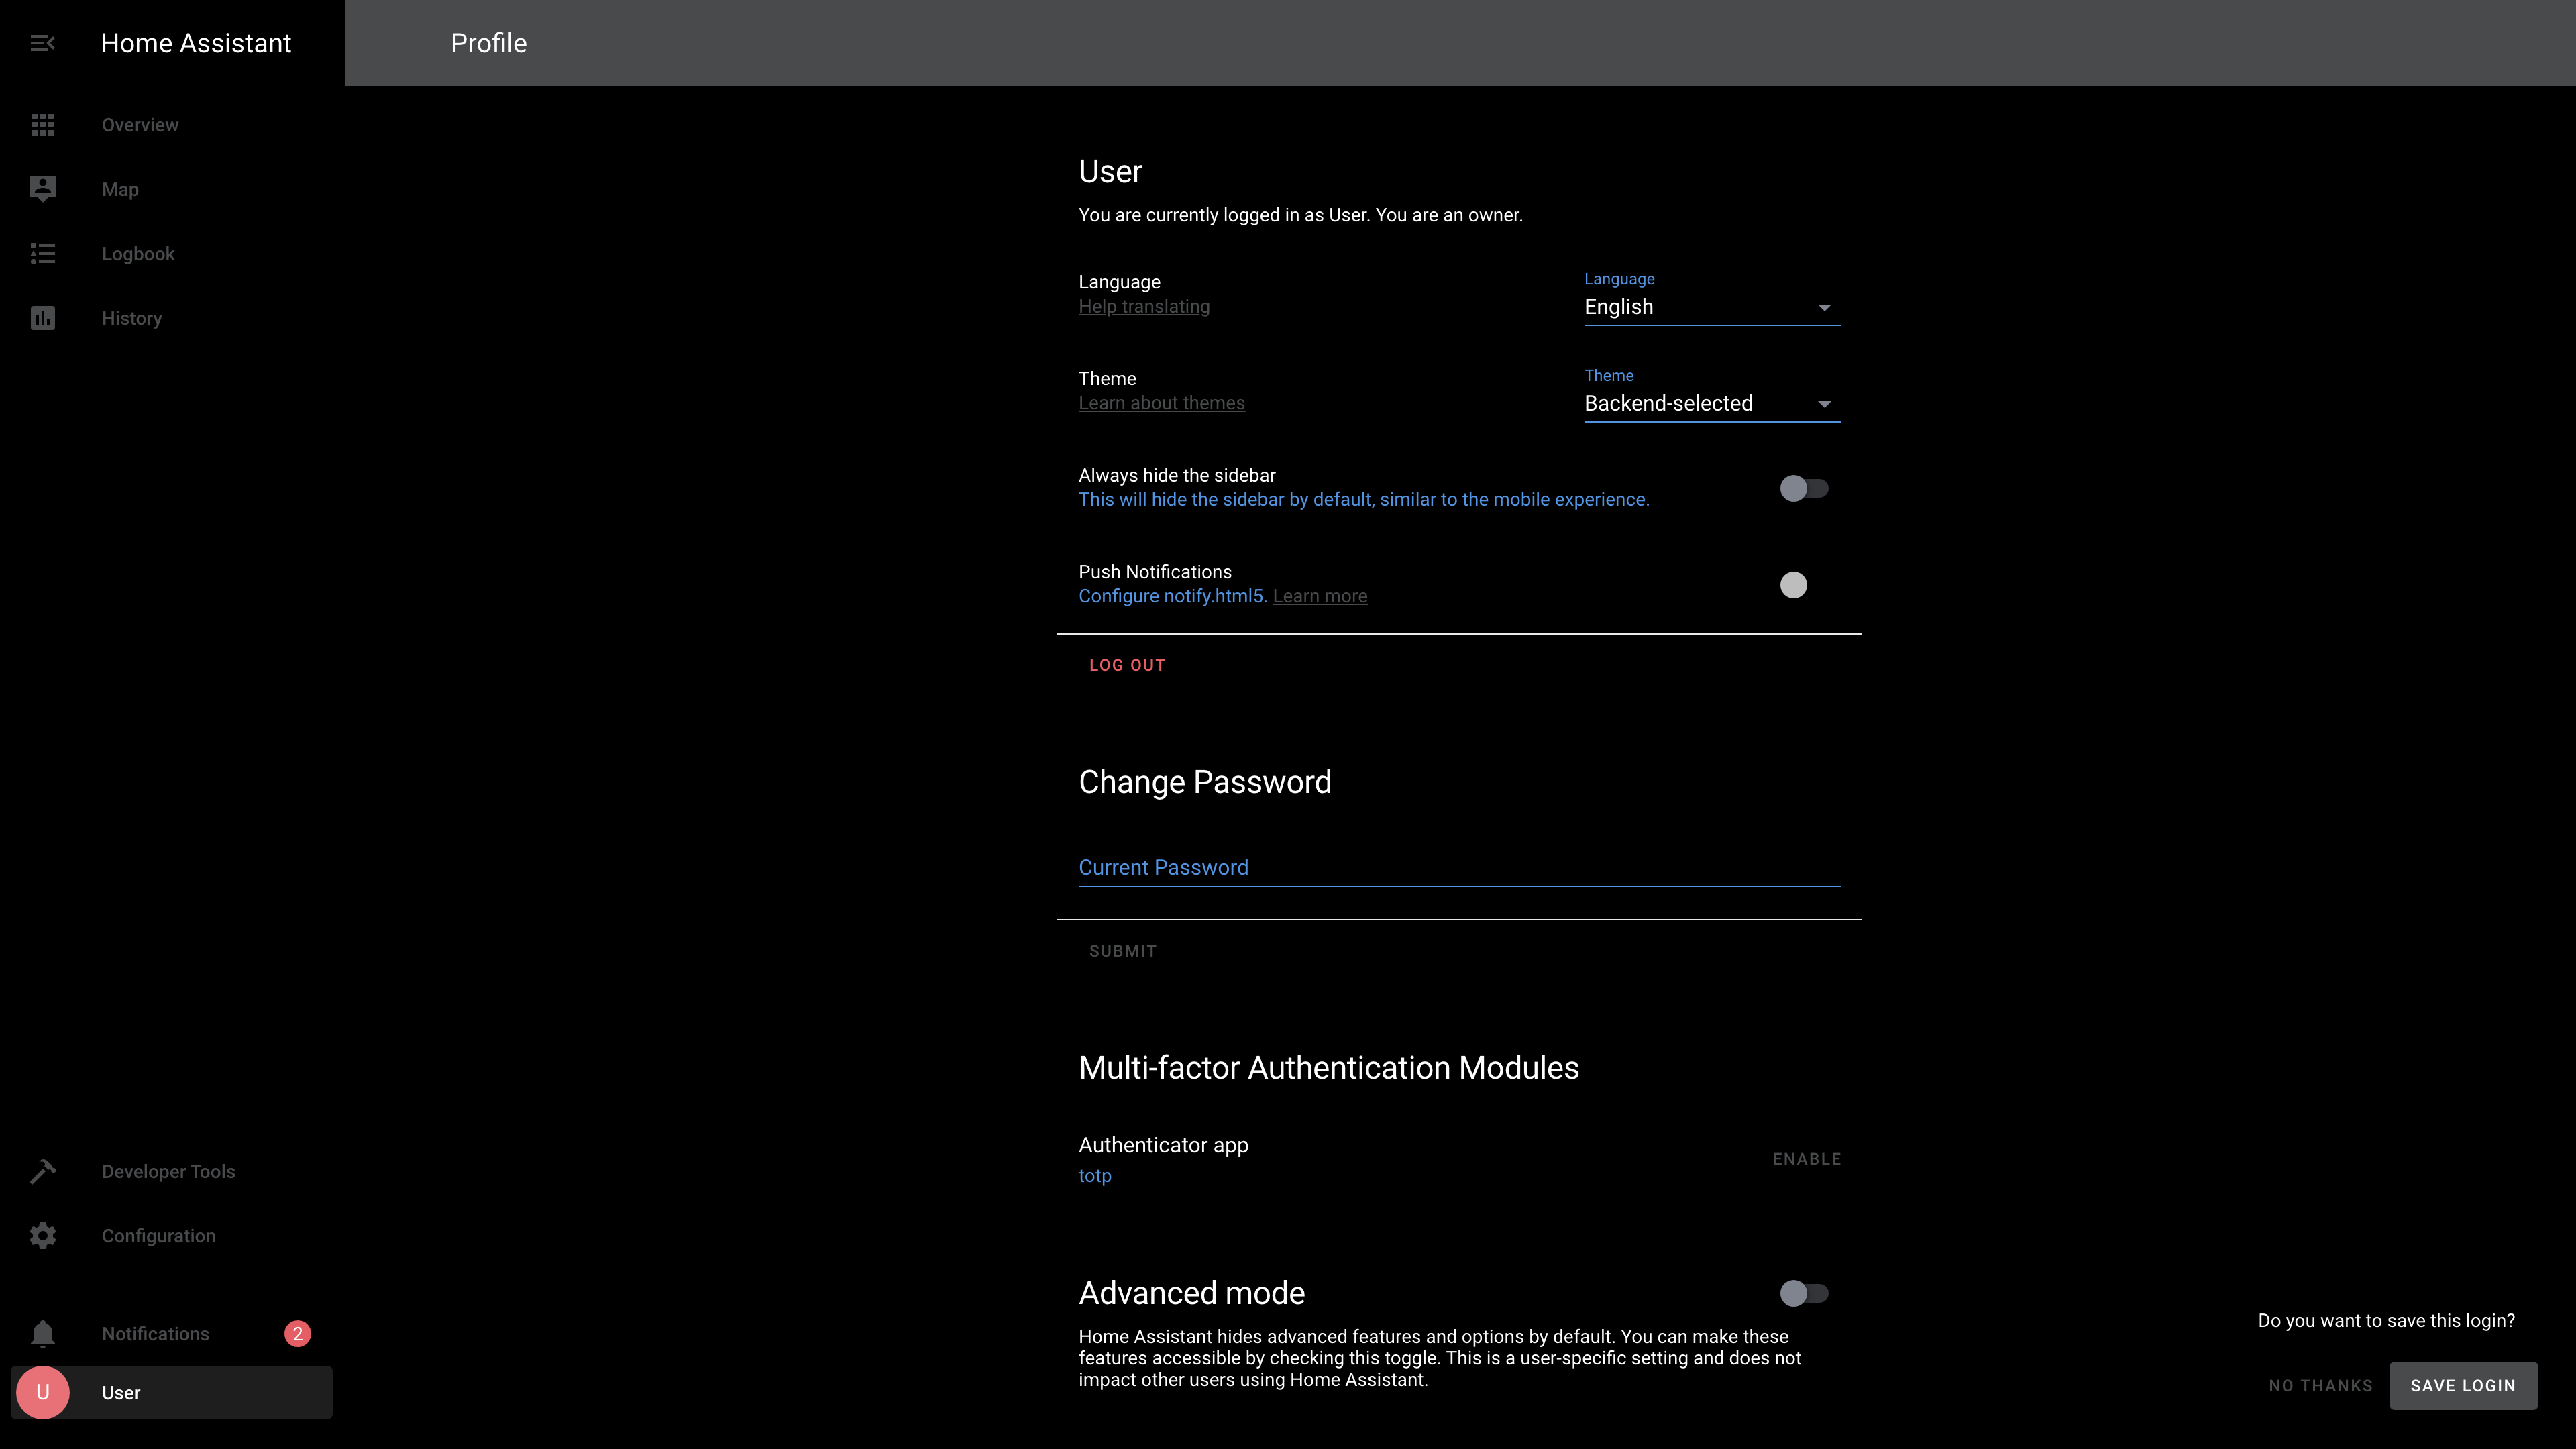 Home Assistant
Profile
Overview
Map
Logbook
History
Developer Tools
Configuration
Notifications
2
U
User
User
You are currently logged in as User. You are an owner.
Language
Help translating
Language
English
Theme
Learn about themes
Theme
Backend-selected
Always hide the sidebar
This will hide the sidebar by default, similar to the mobile experience.
Push Notifications
Configure notify.html5. Learn more
LOG OUT
Change Password
Current Password
SUBMIT
Multi-factor Authentication Modules
Authenticator app
totp
ENABLE
Advanced mode
Home Assistant hides advanced features and options by default. You can make these
features accessible by checking this toggle. This is a user-specific setting and does not
impact other users using Home Assistant.
Do you want to save this login?
NO THANKS
SAVE LOGIN